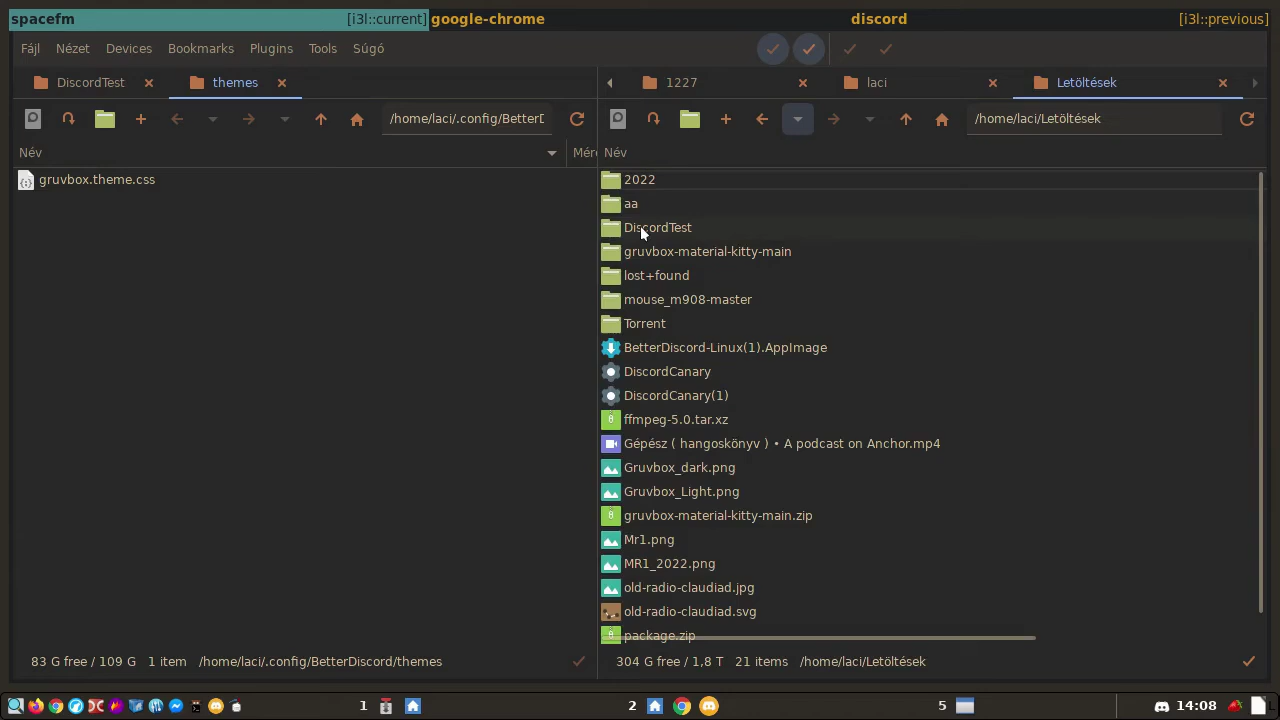 spacefm [i3l::current] google-chrome discord [i3l::previous]
Fájl Nézet Devices Bookmarks Plugins Tools Súgó
DiscordTest themes 1227 laci Letöltések
/home/laci/.config/BetterD /home/laci/Letöltések
Név Mére Név
gruvbox.theme.css
2022
aa
DiscordTest
gruvbox-material-kitty-main
lost+found
mouse_m908-master
Torrent
BetterDiscord-Linux(1).AppImage
DiscordCanary
DiscordCanary(1)
ffmpeg-5.0.tar.xz
Gépész ( hangoskönyv ) • A podcast on Anchor.mp4
Gruvbox_dark.png
Gruvbox_Light.png
gruvbox-material-kitty-main.zip
Mr1.png
MR1_2022.png
old-radio-claudiad.jpg
old-radio-claudiad.svg
package.zip
83 G free / 109 G 1 item /home/laci/.config/BetterDiscord/themes
304 G free / 1,8 T 21 items /home/laci/Letöltések
1 2 5 14:08